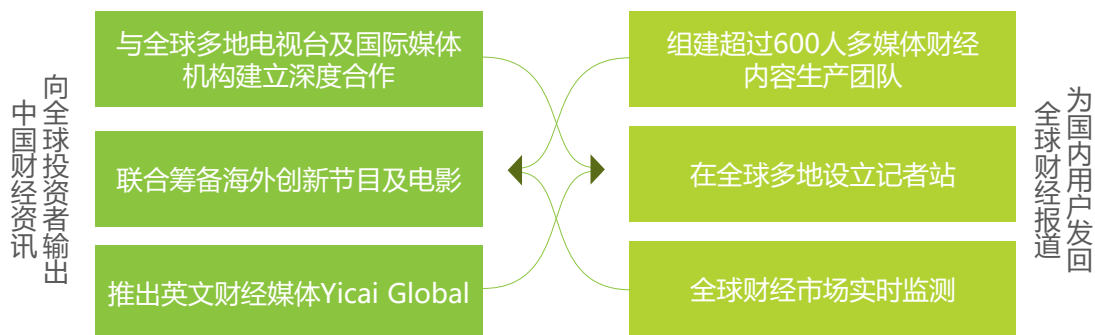 向全球投资者输出
中国财经资讯
与全球多地电视台及国际媒体
机构建立深度合作
联合筹备海外创新节目及电影
推出英文财经媒体Yicai Global
组建超过600人多媒体财经
内容生产团队
在全球多地设立记者站
全球财经市场实时监测
为国内用户发回
全球财经报道